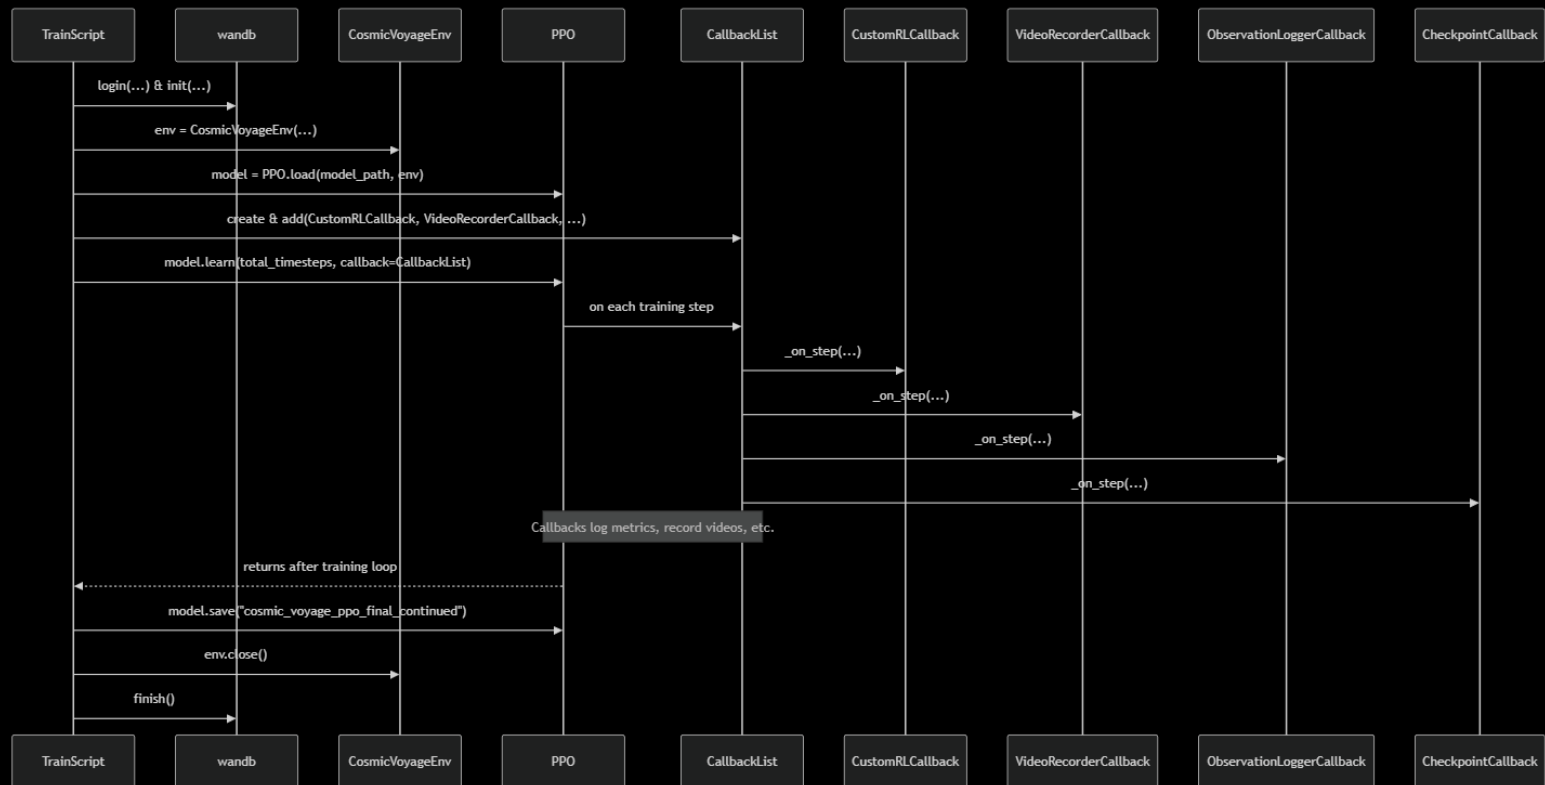 TrainScript
wandb
CosmicVoyageEnv
PPO
CallbackList
CustomRLCallback
VideoRecorderCallback
ObservationLoggerCallback
CheckpointCallback
login(...) & init(...)
env = CosmicVoyageEnv(...)
model = PPO.load(model_path, env)
create & add(CustomRLCallback, VideoRecorderCallback, ...)
model.learn(total_timesteps, callback=CallbackList)
on each training step
_on_step(...)
_on_step(...)
_on_step(...)
_on_step(...)
Callbacks log metrics, record videos, etc.
returns after training loop
model.save("cosmic_voyage_ppo_final_continued")
env.close()
finish()
TrainScript
wandb
CosmicVoyageEnv
PPO
CallbackList
CustomRLCallback
VideoRecorderCallback
ObservationLoggerCallback
CheckpointCallback